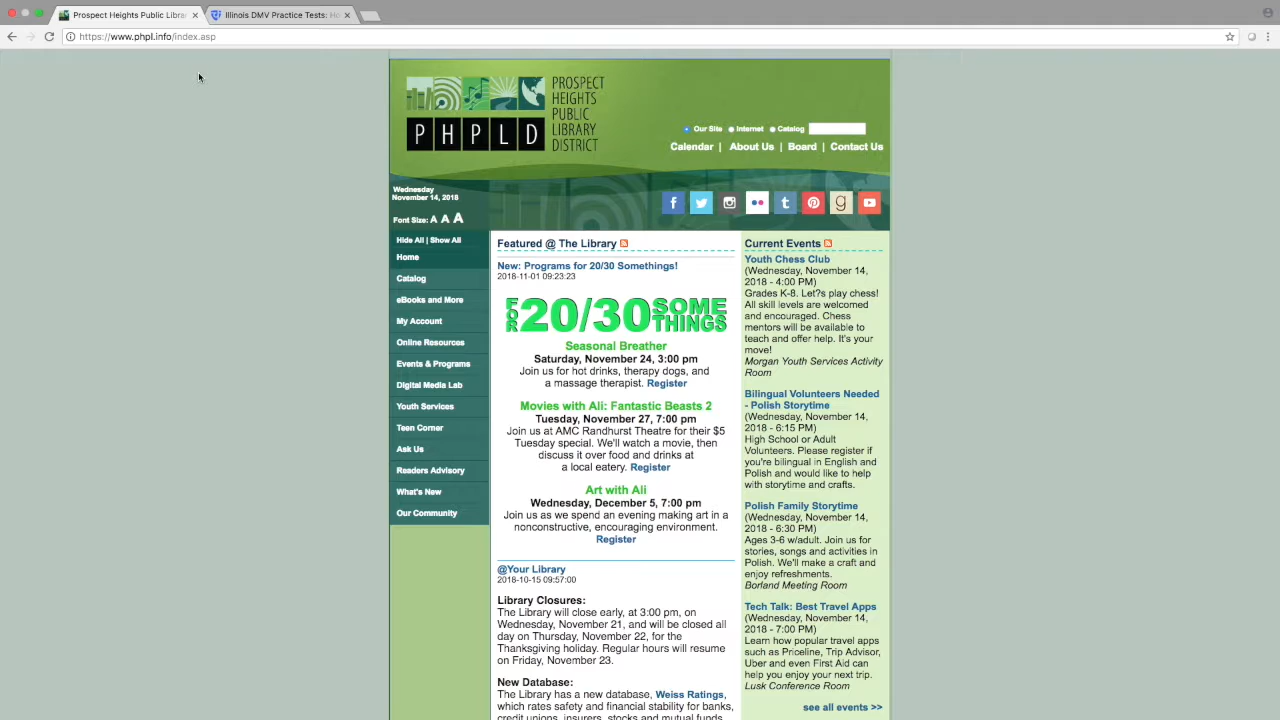 Prospect Heights Public Libra
Illinois DMV Practice Tests: Ho
https://www.phpl.info/index.asp
PHPLD
PROSPECT
HEIGHTS
PUBLIC
LIBRARY
DISTRICT
Our Site Internet Catalog
Calendar | About Us | Board | Contact Us
Wednesday
November 14, 2018
Font Size: A A A
Hide All | Show All
Home
Catalog
eBooks and More
My Account
Online Resources
Events & Programs
Digital Media Lab
Youth Services
Teen Corner
Ask Us
Readers Advisory
What's New
Our Community
Featured @ The Library
New: Programs for 20/30 Somethings!
2018-11-01 09:23:23
FOR 20/30 SOME THINGS
Seasonal Breather
Saturday, November 24, 3:00 pm
Join us for hot drinks, therapy dogs, and
a massage therapist. Register
Movies with Ali: Fantastic Beasts 2
Tuesday, November 27, 7:00 pm
Join us at AMC Randhurst Theatre for their $5
Tuesday special. We'll watch a movie, then
discuss it over food and drinks at
a local eatery. Register
Art with Ali
Wednesday, December 5, 7:00 pm
Join us as we spend an evening making art in a
nonconstructive, encouraging environment.
Register
@Your Library
2018-10-15 09:57:00
Library Closures:
The Library will close early, at 3:00 pm, on
Wednesday, November 21, and will be closed all
day on Thursday, November 22, for the
Thanksgiving holiday. Regular hours will resume
on Friday, November 23.
New Database:
The Library has a new database, Weiss Ratings,
which rates safety and financial stability for banks,
credit unions, insurers, stocks and mutual funds
Current Events
Youth Chess Club
(Wednesday, November 14,
2018 - 4:00 PM)
Grades K-8. Let?s play chess!
All skill levels are welcomed
and encouraged. Chess
mentors will be available to
teach and offer help. It's your
move!
Morgan Youth Services Activity
Room
Bilingual Volunteers Needed
- Polish Storytime
(Wednesday, November 14,
2018 - 6:15 PM)
High School or Adult
Volunteers. Please register if
you're bilingual in English and
Polish and would like to help
with storytime and crafts.
Polish Family Storytime
(Wednesday, November 14,
2018 - 6:30 PM)
Ages 3-6 w/adult. Join us for
stories, songs and activities in
Polish. We'll make a craft and
enjoy refreshments.
Borland Meeting Room
Tech Talk: Best Travel Apps
(Wednesday, November 14,
2018 - 7:00 PM)
Learn how popular travel apps
such as Priceline, Trip Advisor,
Uber and even First Aid can
help you enjoy your next trip.
Lusk Conference Room
see all events >>